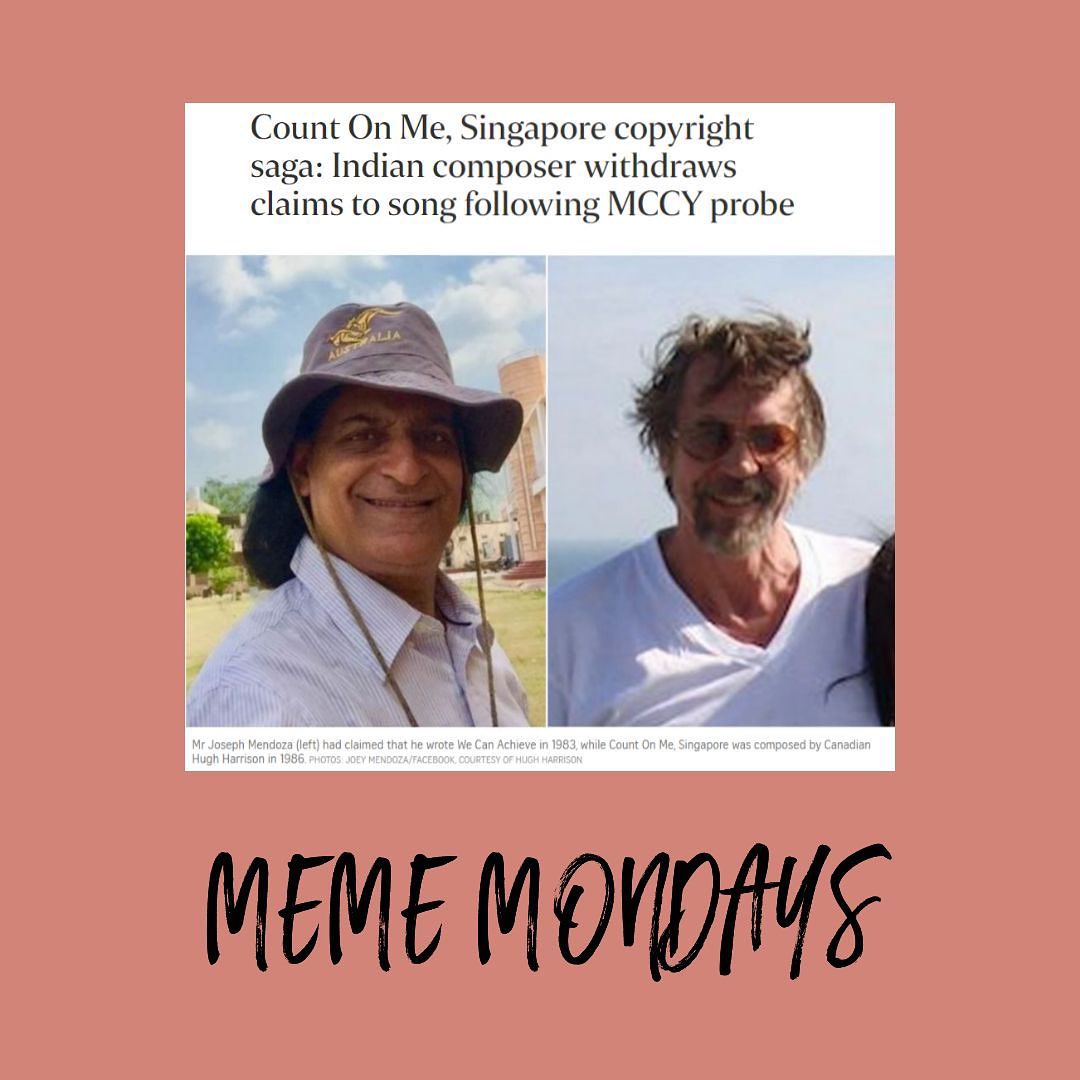 Count On Me, Singapore copyright
saga: Indian composer withdraws
claims to song following MCCY probe
AUSTRALIA
Mr Joseph Mendoza (left) had claimed that he wrote We Can Achieve in 1983, while Count On Me, Singapore was composed by Canadian
Hugh Harrison in 1986. PHOTOS: JOEY MENDOZA/FACEBOOK, COURTESY OF HUGH HARRISON
MEME MONDAYS